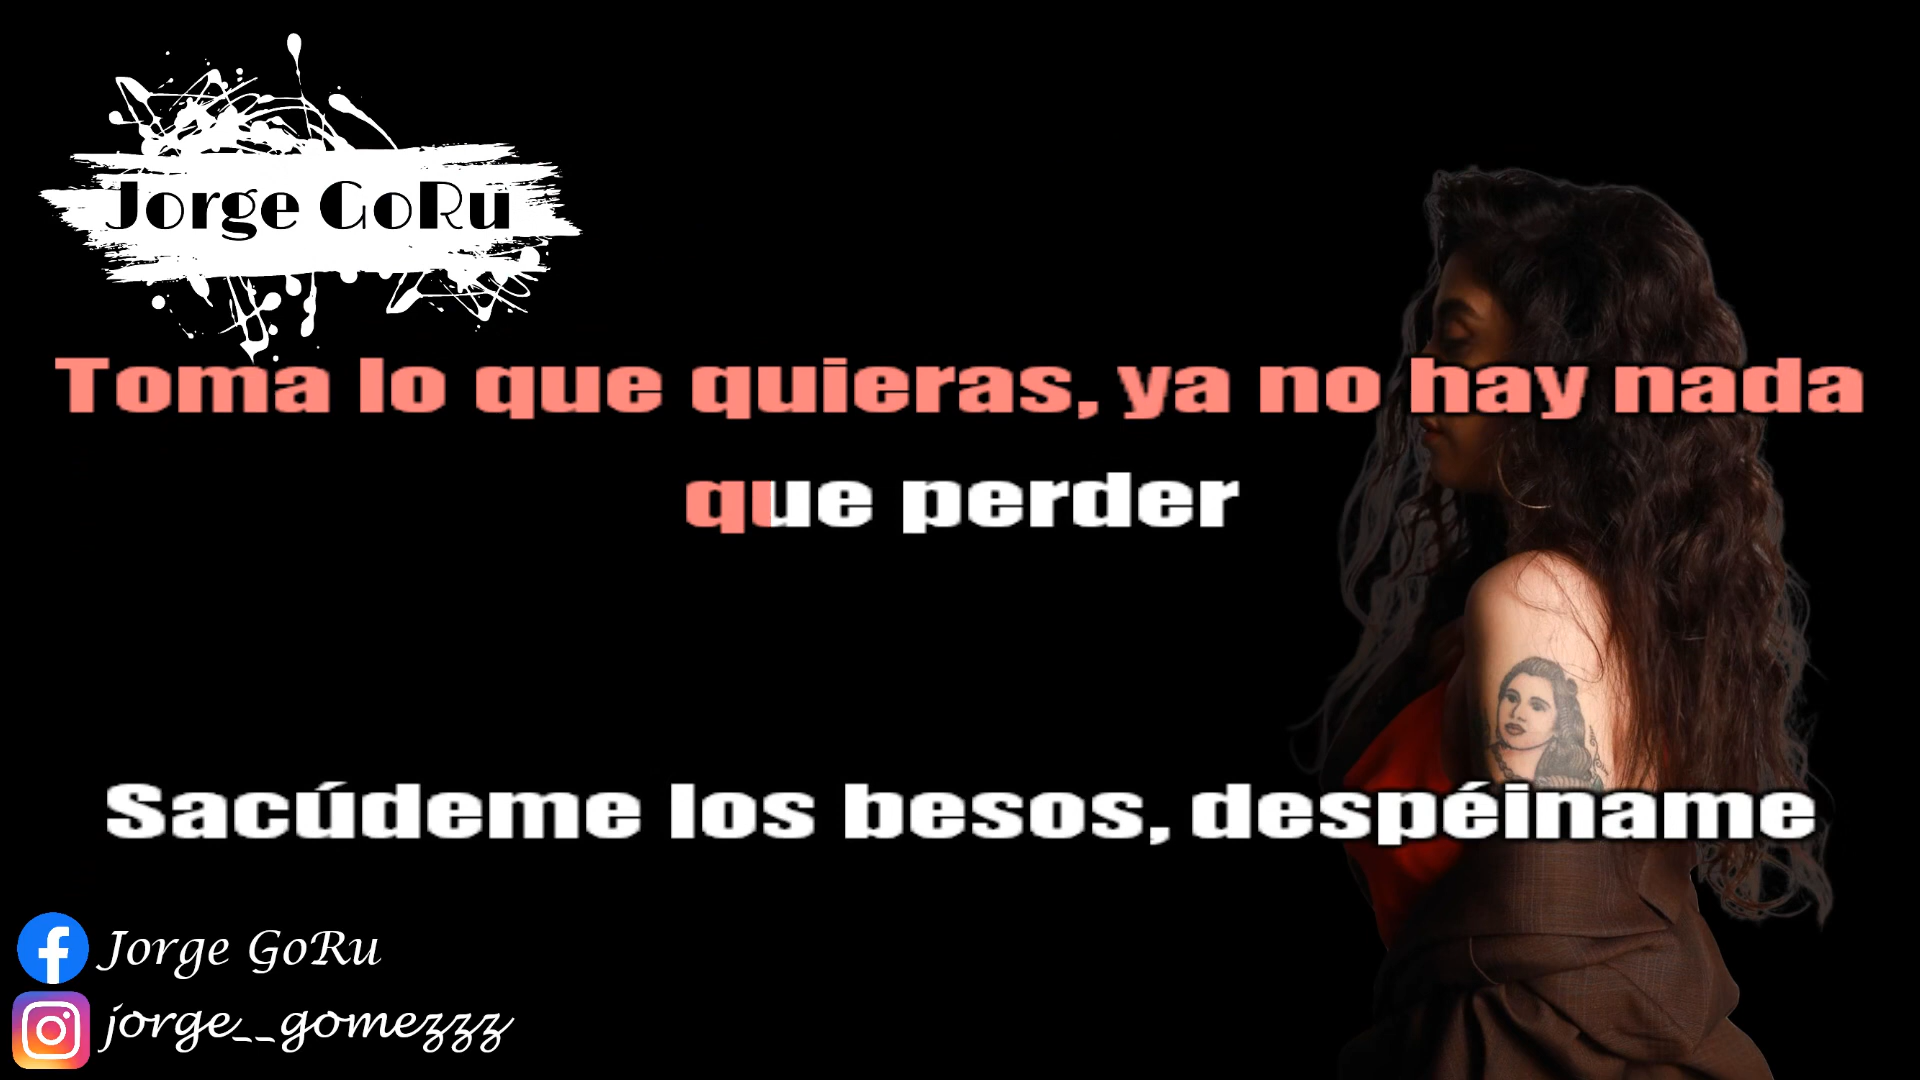 Jorge GoRu
Toma lo que quieras, ya no hay nada
que perder
Sacúdeme los besos, despéiname
Jorge GoRu
jorge__gomezzz